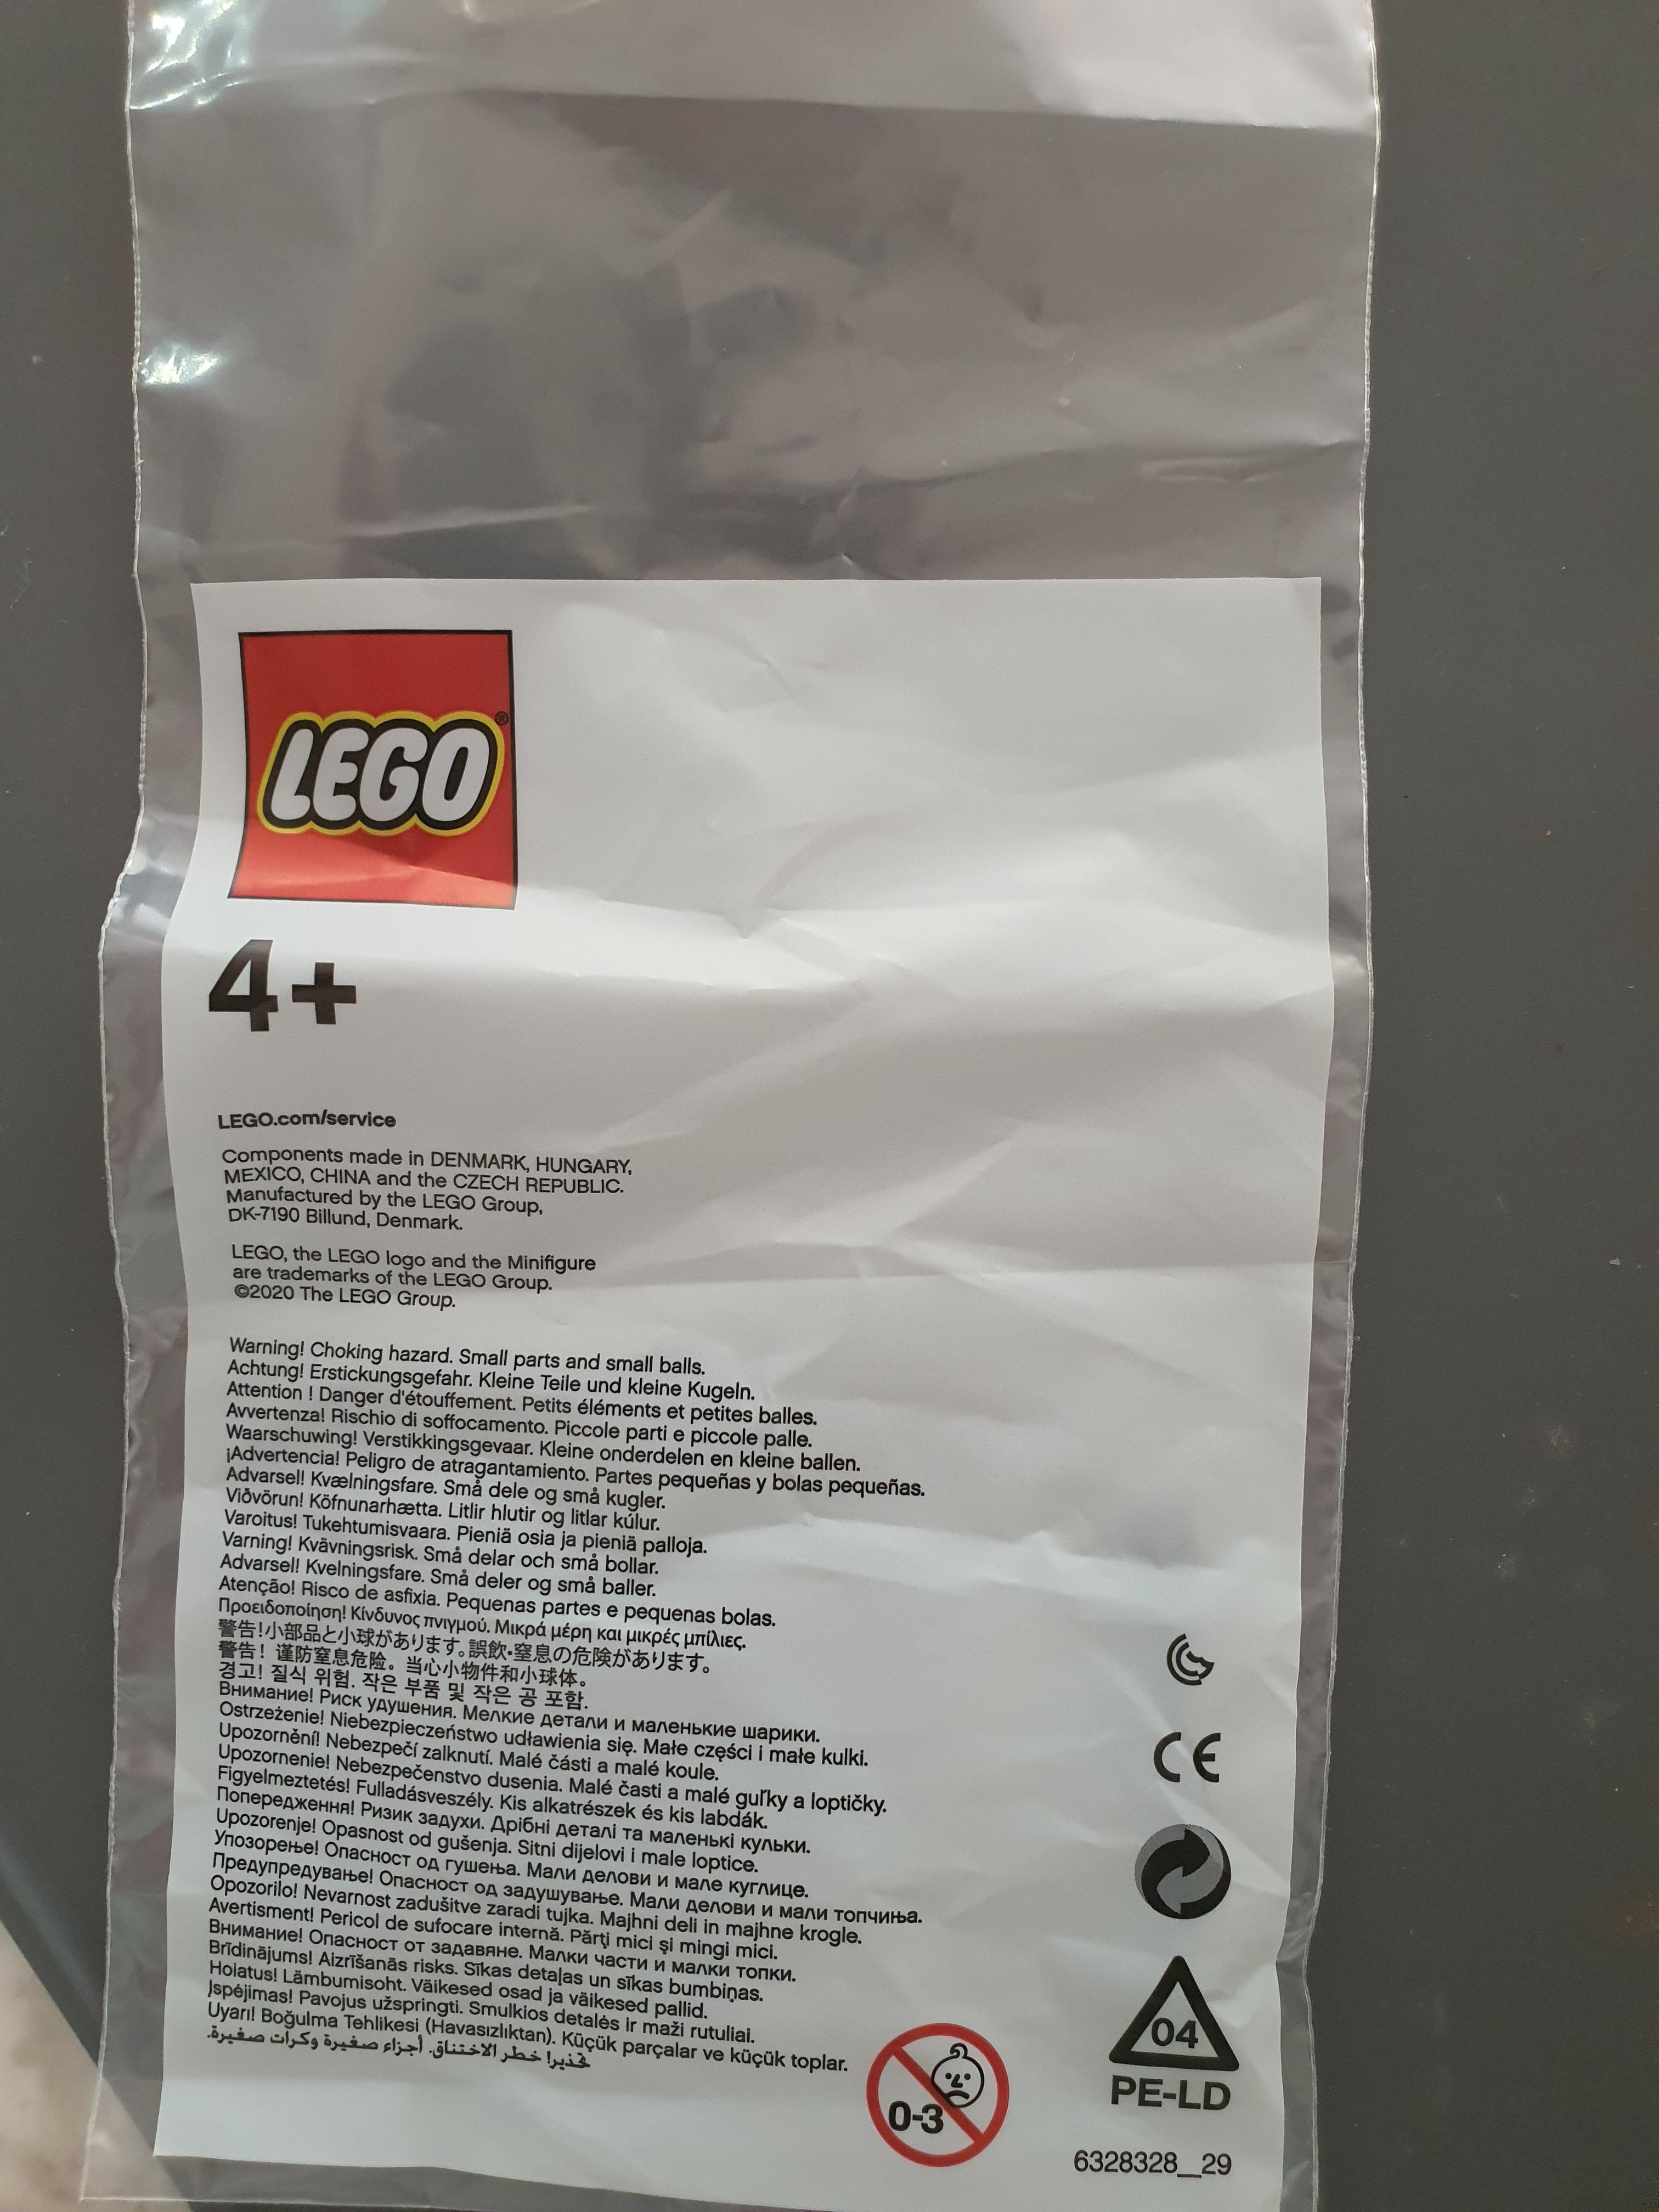 LEGO®
4+
LEGO.com/service
Components made in DENMARK, HUNGARY,
MEXICO, CHINA and the CZECH REPUBLIC.
Manufactured by the LEGO Group,
DK-7190 Billund, Denmark.
LEGO, the LEGO logo and the Minifigure
are trademarks of the LEGO Group.
©2020 The LEGO Group.
Warning! Choking hazard. Small parts and small balls.
Achtung! Erstickungsgefahr. Kleine Teile und kleine Kugeln.
Attention ! Danger d'étouffement. Petits éléments et petites balles.
Avvertenza! Rischio di soffocamento. Piccole parti e piccole palle.
Waarschuwing! Verstikkingsgevaar. Kleine onderdelen en kleine ballen.
¡Advertencia! Peligro de atragantamiento. Partes pequeñas y bolas pequeñas.
Advarsel! Kvælningsfare. Små dele og små kugler.
Viðvörun! Köfnunarhætta. Litlir hlutir og litlar kúlur.
Varoitus! Tukehtumisvaara. Pieniä osia ja pieniä palloja.
Varning! Kvävningsrisk. Små delar och små bollar.
Advarsel! Kvelningsfare. Små deler og små baller.
Atenção! Risco de asfixia. Pequenas partes e pequenas bolas.
Προειδοποίηση! Κίνδυνος πνιγμού. Μικρά μέρη και μικρές μπίλιες.
警告!小部品と小球があります。誤飲・窒息の危険があります。
警告！谨防窒息危险。当心小物件和小球体。
경고! 질식 위험. 작은 부품 및 작은 공 포함.
Внимание! Риск удушения. Мелкие детали и маленькие шарики.
Ostrzeżenie! Niebezpieczeństwo udławienia się. Małe części i małe kulki.
Upozornění! Nebezpečí zalknutí. Malé části a malé koule.
Upozornenie! Nebezpečenstvo dusenia. Malé časti a malé guľky a loptičky.
Figyelmeztetés! Fulladásveszély. Kis alkatrészek és kis labdák.
Попередження! Ризик задухи. Дрібні деталі та маленькі кульки.
Upozorenje! Opasnost od gušenja. Sitni dijelovi i male loptice.
Упозорење! Опасност од гушења. Мали делови и мале куглице.
Предупредување! Опасност од задушување. Мали делови и мали топчиња.
Opozorilo! Nevarnost zadušitve zaradi tujka. Majhni deli in majhne krogle.
Avertisment! Pericol de sufocare internă. Părţi mici şi mingi mici.
Внимание! Опасност от задавяне. Малки части и малки топки.
Brīdinājums! Aizrīšanās risks. Sīkas detaļas un sīkas bumbiņas.
Hoiatus! Lämbumisoht. Väikesed osad ja väikesed pallid.
Įspėjimas! Pavojus užspringti. Smulkios detalės ir maži rutuliai.
Uyarı! Boğulma Tehlikesi (Havasızlıktan). Küçük parçalar ve küçük toplar.
تحذير! خطر الاختناق. أجزاء صغيرة وكرات صغيرة.
0-3
CE
04
PE-LD
6328328_29